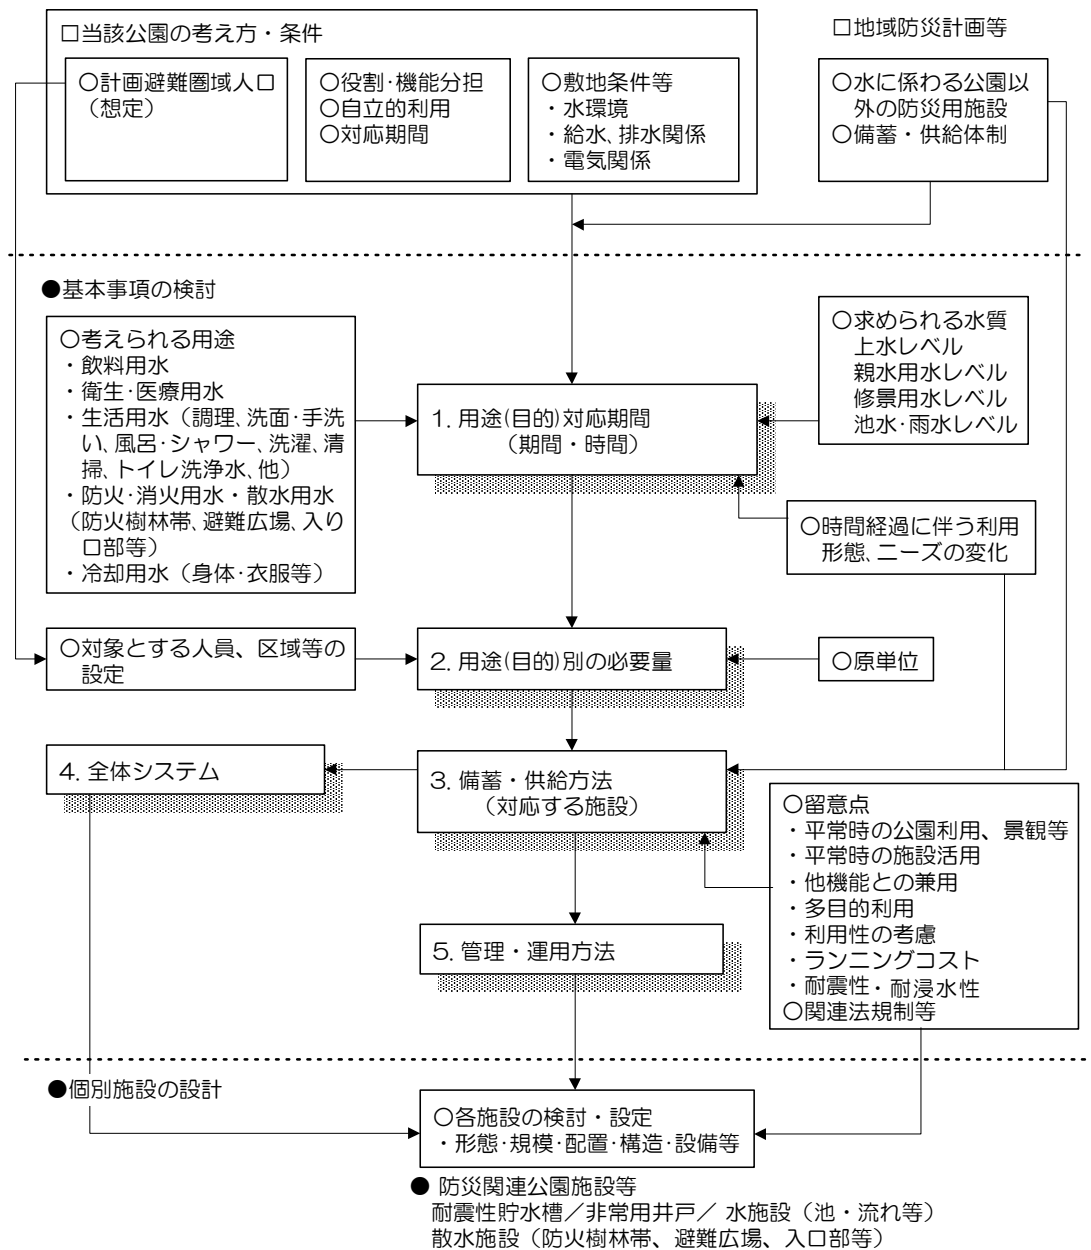 □当該公園の考え方・条件
○計画避難圏域人口
（想定）
○役割・機能分担
○自立的利用
○対応期間
○敷地条件等
・水環境
・給水、排水関係
・電気関係
□地域防災計画等
○水に係わる公園以
外の防災用施設
○備蓄・供給体制
●基本事項の検討
○考えられる用途
・飲料用水
・衛生・医療用水
・生活用水（調理、洗面・手洗
い、風呂・シャワー、洗濯、清
掃、トイレ洗浄水、他）
・防火・消火用水・散水用水
（防火樹林帯、避難広場、入り
口部等）
・冷却用水（身体・衣服等）
1. 用途(目的)対応期間
（期間・時間）
○求められる水質
上水レベル
親水用水レベル
修景用水レベル
池水・雨水レベル
○時間経過に伴う利用
形態、ニーズの変化
○対象とする人員、区域等の
設定
2. 用途(目的)別の必要量
○原単位
4. 全体システム
3. 備蓄・供給方法
（対応する施設）
○留意点
・平常時の公園利用、景観等
・平常時の施設活用
・他機能との兼用
・多目的利用
・利用性の考慮
・ランニングコスト
・耐震性・耐浸水性
○関連法規制等
5. 管理・運用方法
●個別施設の設計
○各施設の検討・設定
・形態・規模・配置・構造・設備等
● 防災関連公園施設等
耐震性貯水槽／非常用井戸／ 水施設（池・流れ等）
散水施設（防火樹林帯、避難広場、入口部等）